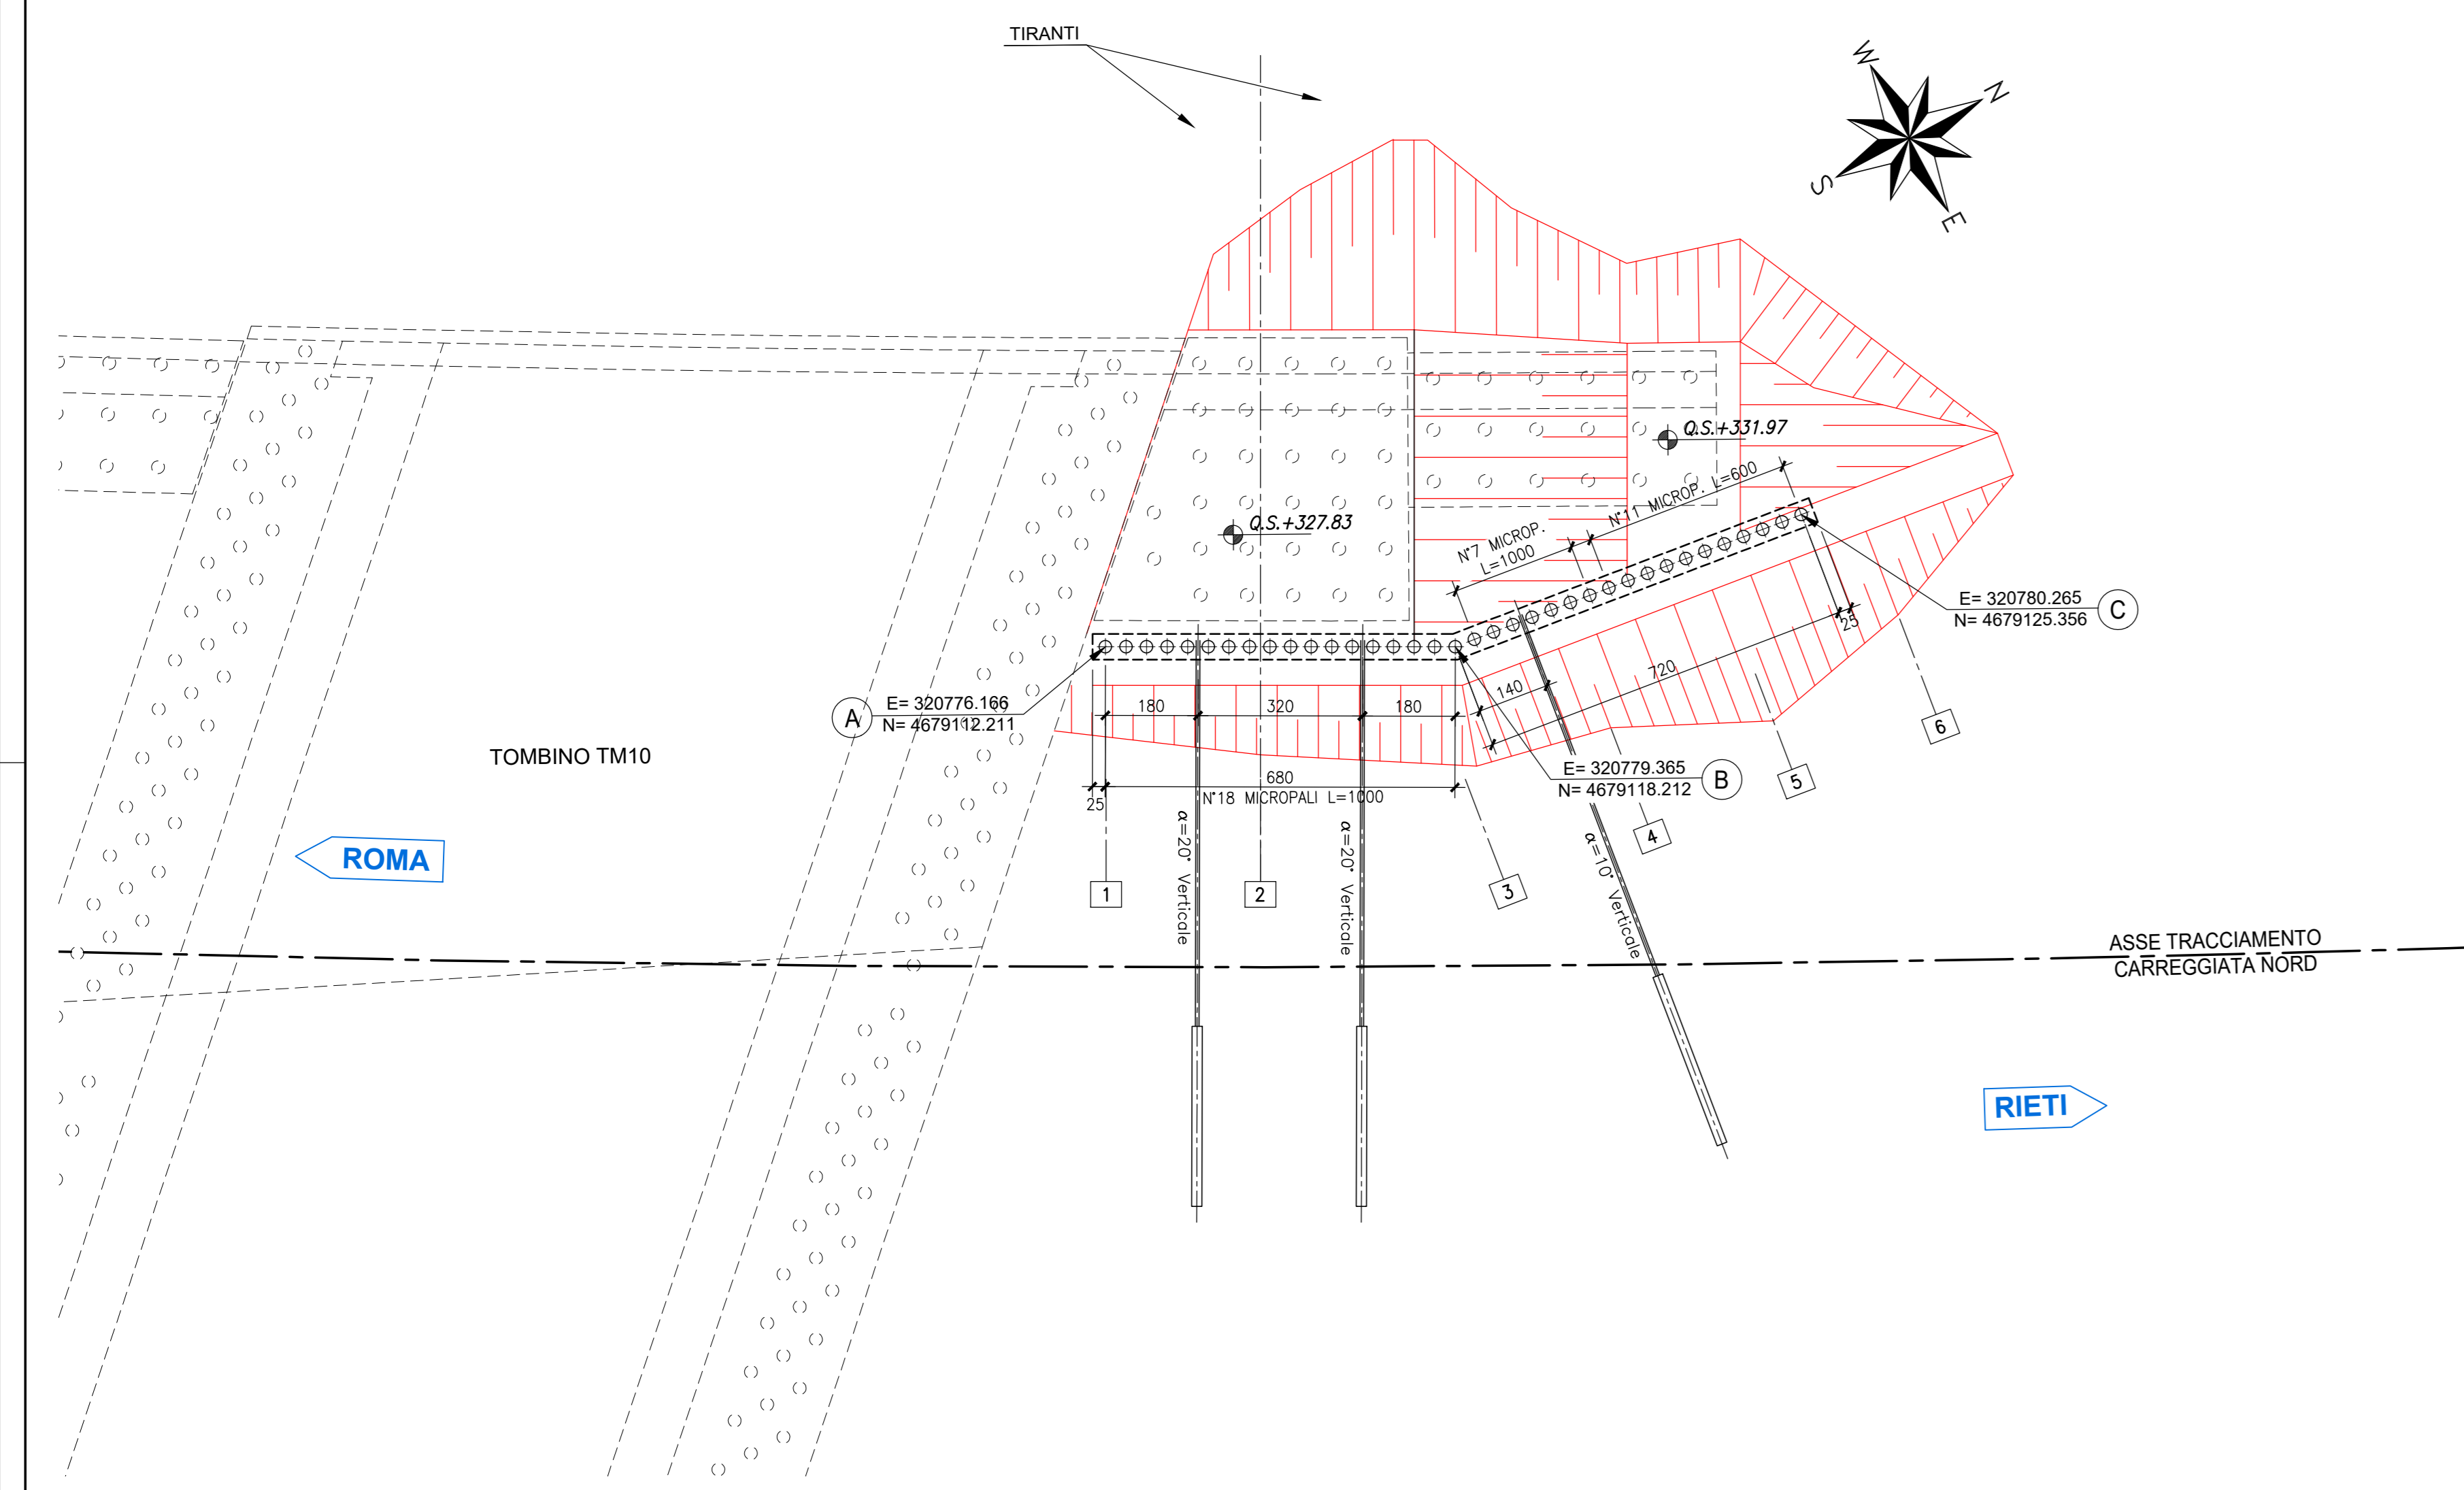 TIRANTI
W
N
S
E
Q.S.+331.97
N°11 MICROP. L=600
Q.S.+327.83
N°7 MICROP.
L=1000
E= 320780.265
N= 4679125.356
C
25
720
140
A
E= 320776.166
N= 4679112.211
180
320
180
6
TOMBINO TM10
E= 320779.365
N= 4679118.212
B
5
680
25
N°18 MICROPALI L=1000
4
α=20° Verticale
α=20° Verticale
α=10° Verticale
ROMA
1
2
3
ASSE TRACCIAMENTO
CARREGGIATA NORD
RIETI